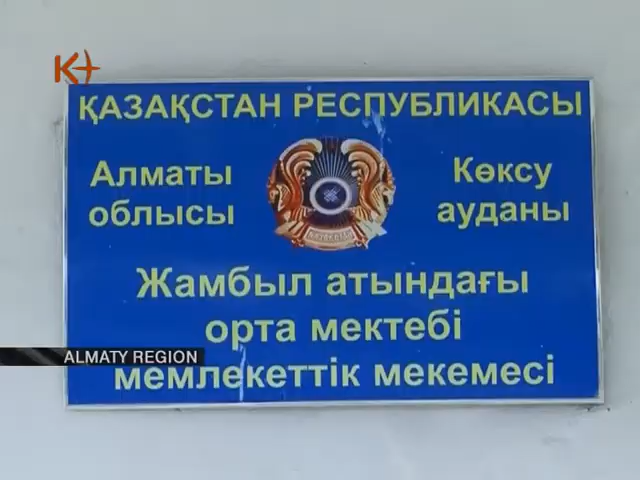 K+
ҚАЗАҚСТАН РЕСПУБЛИКАСЫ
Алматы
облысы
Көксу
ауданы
Жамбыл атындағы
орта мектебі
мемлекеттік мекемесі
ALMATY REGION